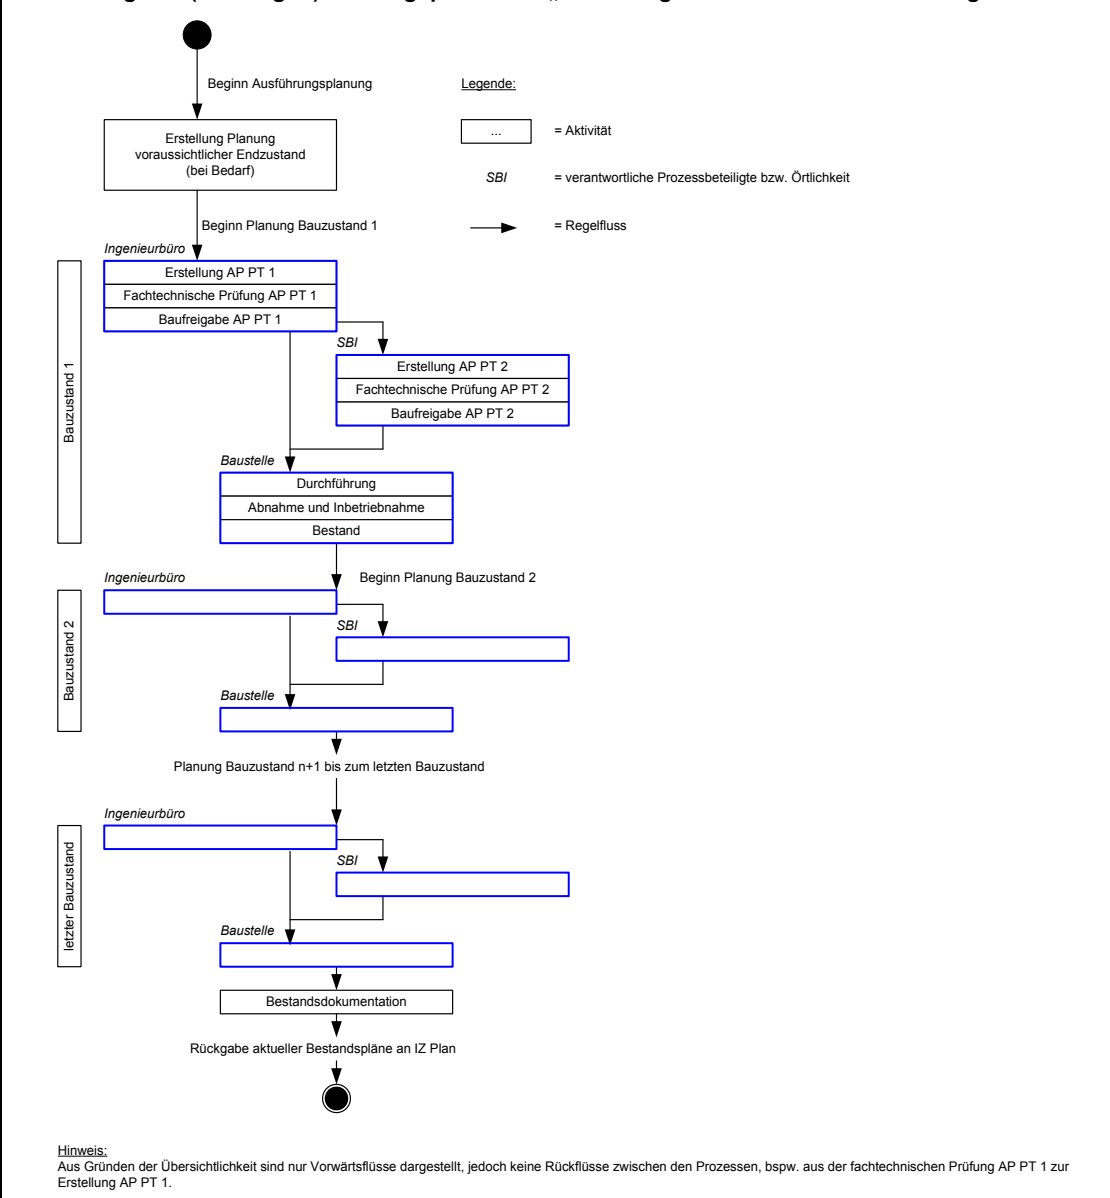 Beginn Ausführungsplanung
Legende:
Erstellung Planung
voraussichtlicher Endzustand
(bei Bedarf)
...
= Aktivität
SBI
= verantwortliche Prozessbeteiligte bzw. Örtlichkeit
Beginn Planung Bauzustand 1
= Regelfluss
Ingenieurbüro
Bauzustand 1
Erstellung AP PT 1
Fachtechnische Prüfung AP PT 1
Baufreigabe AP PT 1
SBI
Erstellung AP PT 2
Fachtechnische Prüfung AP PT 2
Baufreigabe AP PT 2
Baustelle
Durchführung
Abnahme und Inbetriebnahme
Bestand
Beginn Planung Bauzustand 2
Ingenieurbüro
Bauzustand 2
SBI
Baustelle
Planung Bauzustand n+1 bis zum letzten Bauzustand
Ingenieurbüro
letzter Bauzustand
SBI
Baustelle
Bestandsdokumentation
Rückgabe aktueller Bestandspläne an IZ Plan
Hinweis:
Aus Gründen der Übersichtlichkeit sind nur Vorwärtsflüsse dargestellt, jedoch keine Rückflüsse zwischen den Prozessen, bspw. aus der fachtechnischen Prüfung AP PT 1 zur
Erstellung AP PT 1.